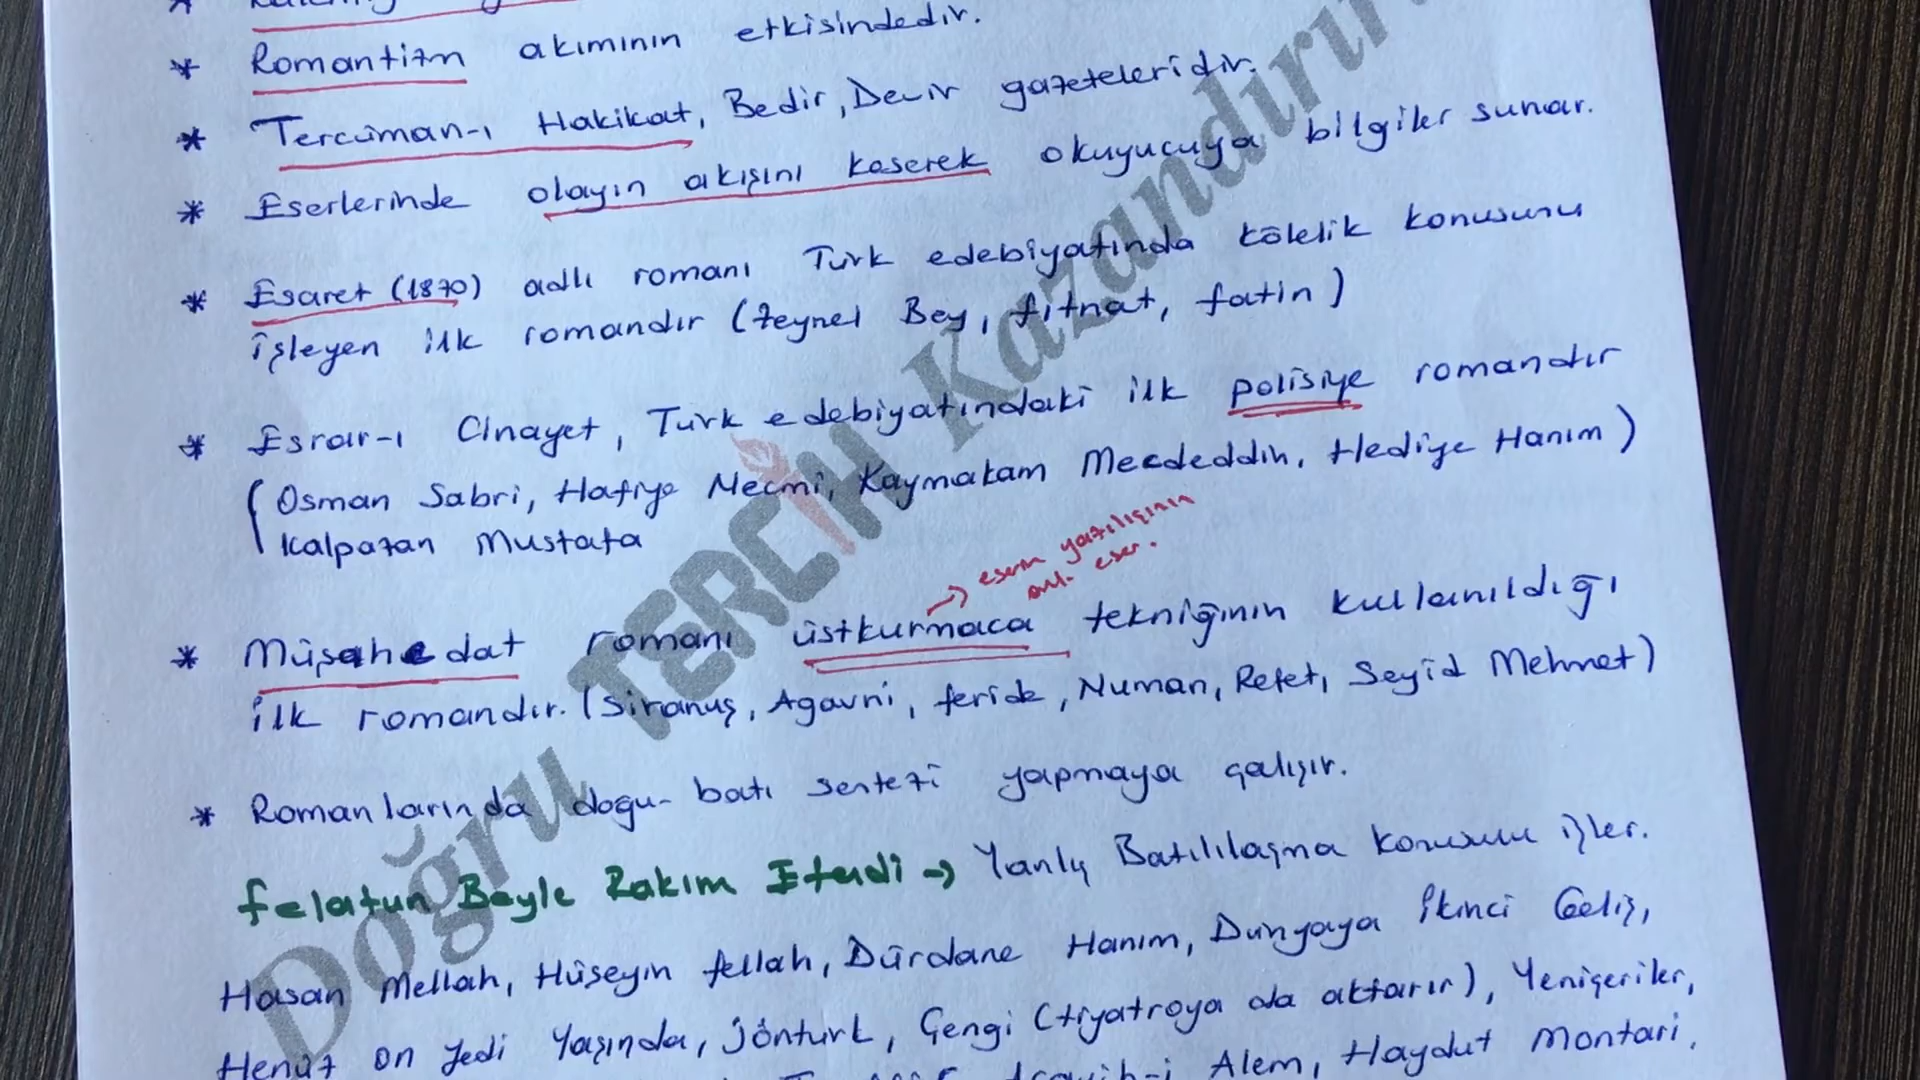 * Romantizm akımının etkisindedir.
* Tercüman-ı Hakikat, Bedir, Devir gazeteleridir.
* Eserlerinde olayın akışını keserek okuyucuya bilgiler sunar.
* Esaret (1870) adlı romanı Türk edebiyatında kölelik konusunu
işleyen ilk romandır (Zeynel Bey, Fitnat, Fatin)
* Esrar-ı Cinayet, Türk edebiyatındaki ilk polisiye romandır
(Osman Sabri, Hafiye Necmi, Kaymakam Mecdeddin, Hediye Hanım)
Kalpazan Mustafa
→ eserin yazılışının
anl. eser.
* Müşahedat romanı üstkurmaca tekniğinin kullanıldığı
ilk romandır. (Siranuş, Agavni, Feride, Numan, Refet, Seyid Mehmet)
* Romanlarında doğu-batı sentezi yapmaya çalışır.
Felatun Beyle Rakım Efendi → Yanlış Batılılaşma konusunu işler.
Hasan Mellah, Hüseyin Fellah, Dürdane Hanım, Dünyaya İkinci Geliş,
Henüz on Yedi Yaşında, Jöntürk, Çengi (tiyatroya da aktarır), Yeniçeriler,
Alem, Haydut Montari,
Doğru TERCİH Kazandırır